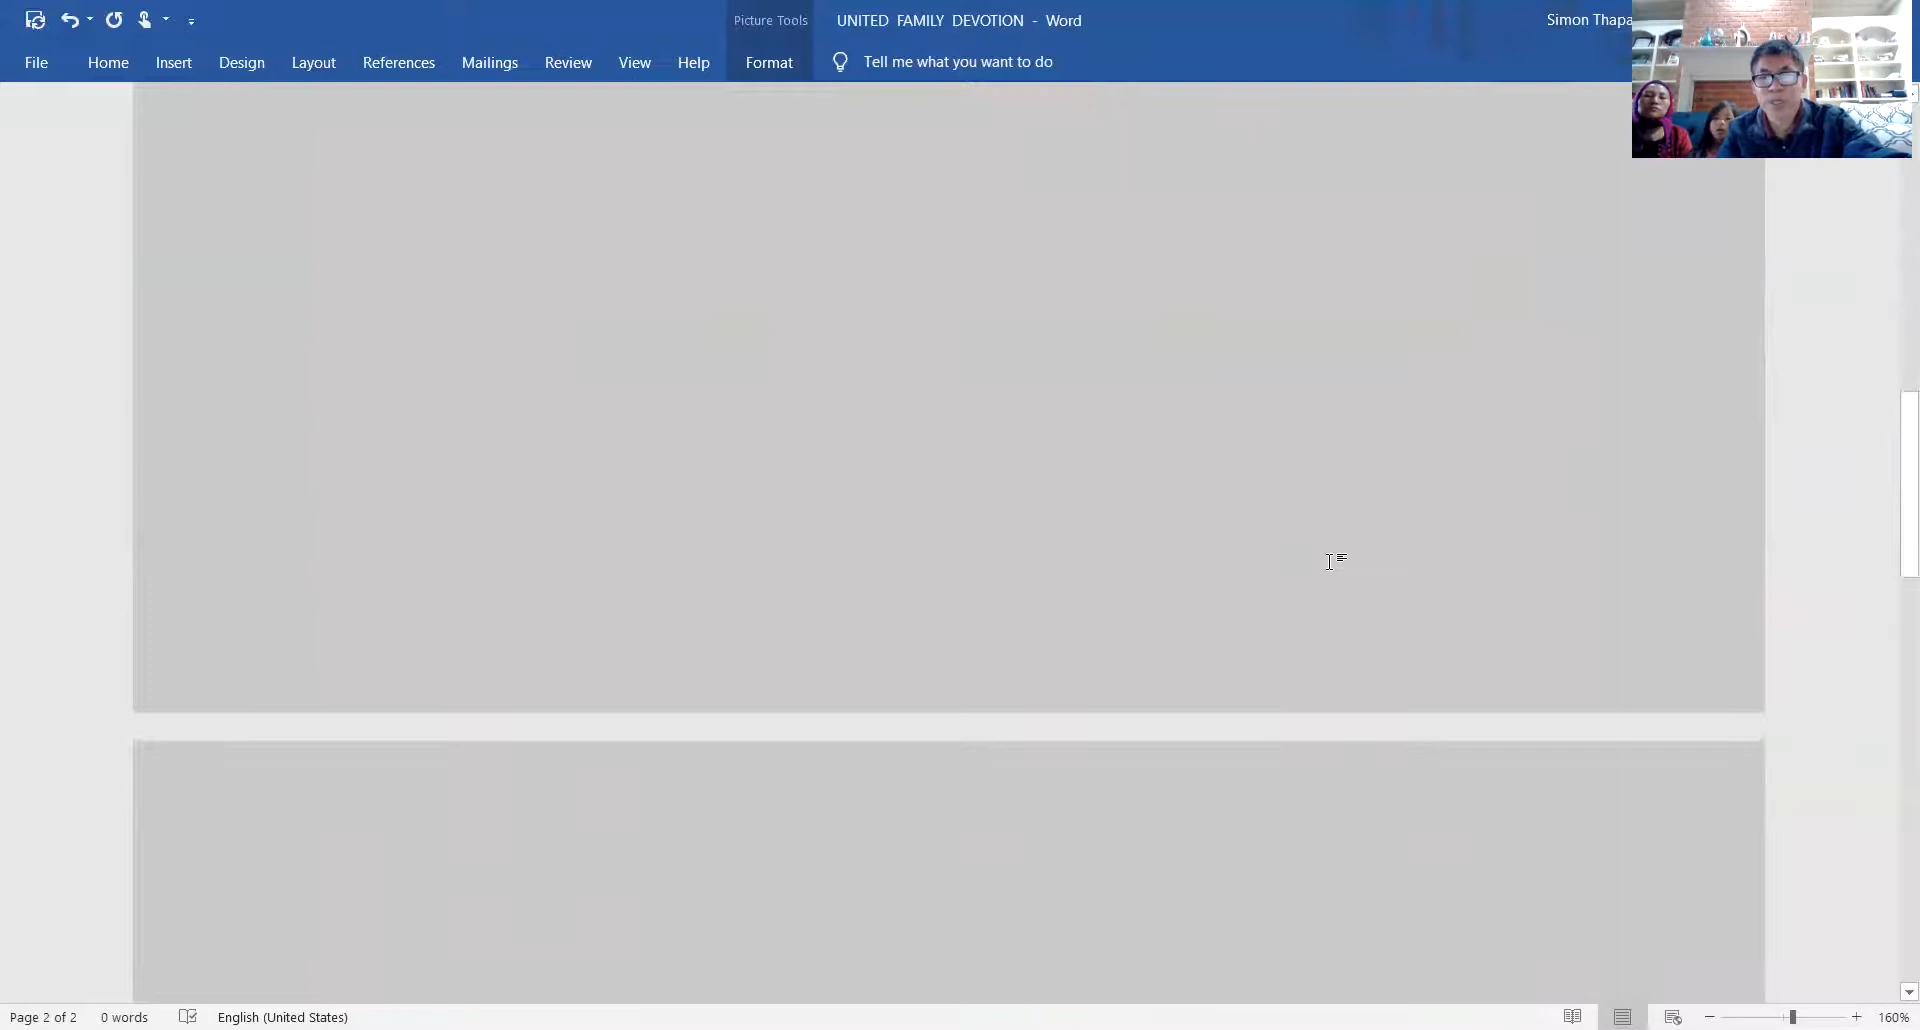 Picture Tools UNITED FAMILY DEVOTION - Word Simon Thapa
File Home Insert Design Layout References Mailings Review View Help Format Tell me what you want to do
Page 2 of 2 0 words English (United States) 160%